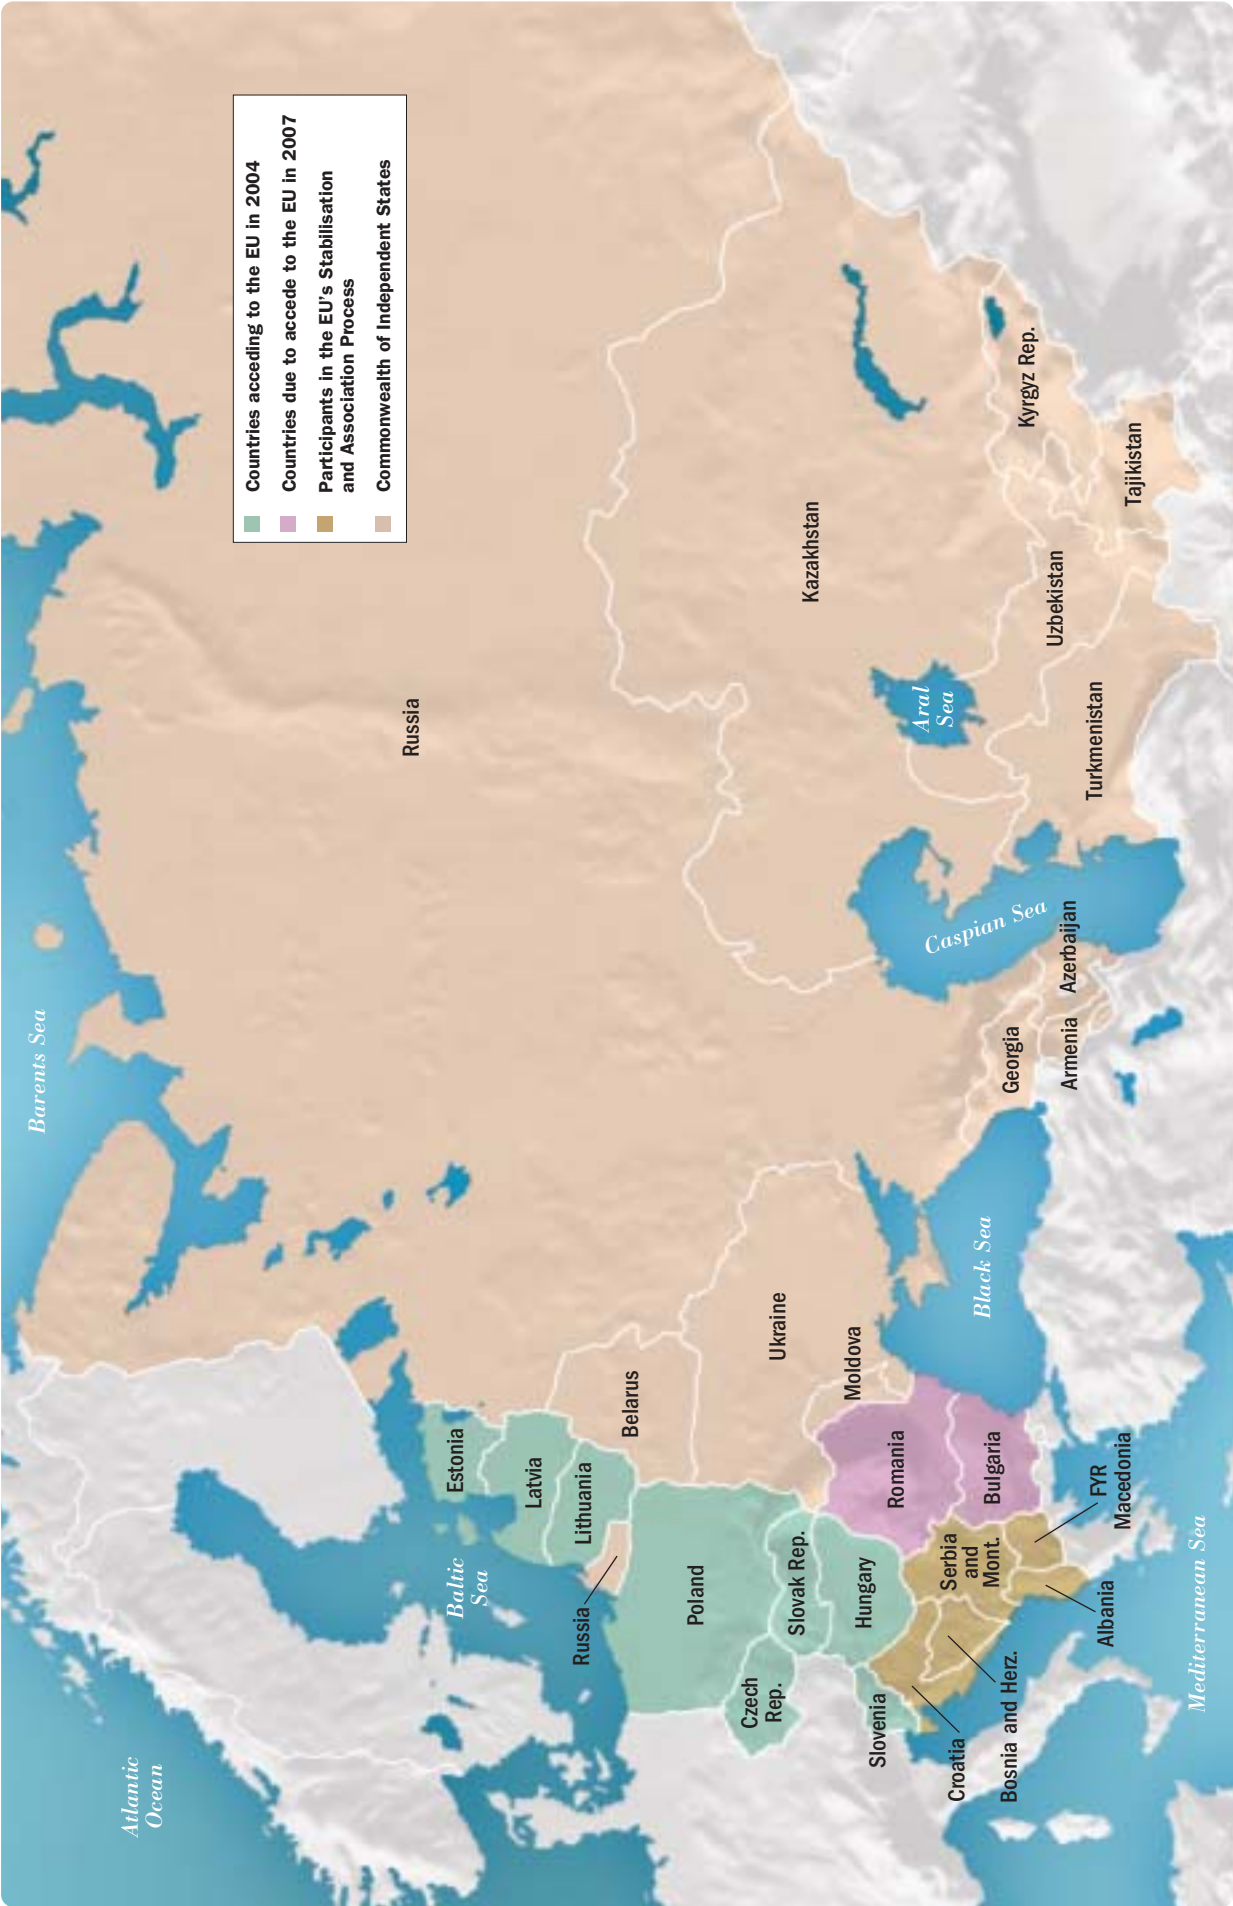 Countries acceding to the EU in 2004
Countries due to accede to the EU in 2007
Participants in the EU's Stabilisation
and Association Process
Commonwealth of Independent States
Atlantic
Ocean
Barents Sea
Baltic
Sea
Russia
Estonia
Latvia
Lithuania
Russia
Belarus
Poland
Czech
Rep.
Slovak Rep.
Ukraine
Hungary
Moldova
Slovenia
Romania
Croatia
Serbia
and
Mont.
Bulgaria
Bosnia and Herz.
Albania
FYR
Macedonia
Black Sea
Mediterranean Sea
Georgia
Armenia
Azerbaijan
Caspian Sea
Aral
Sea
Kazakhstan
Uzbekistan
Turkmenistan
Kyrgyz Rep.
Tajikistan